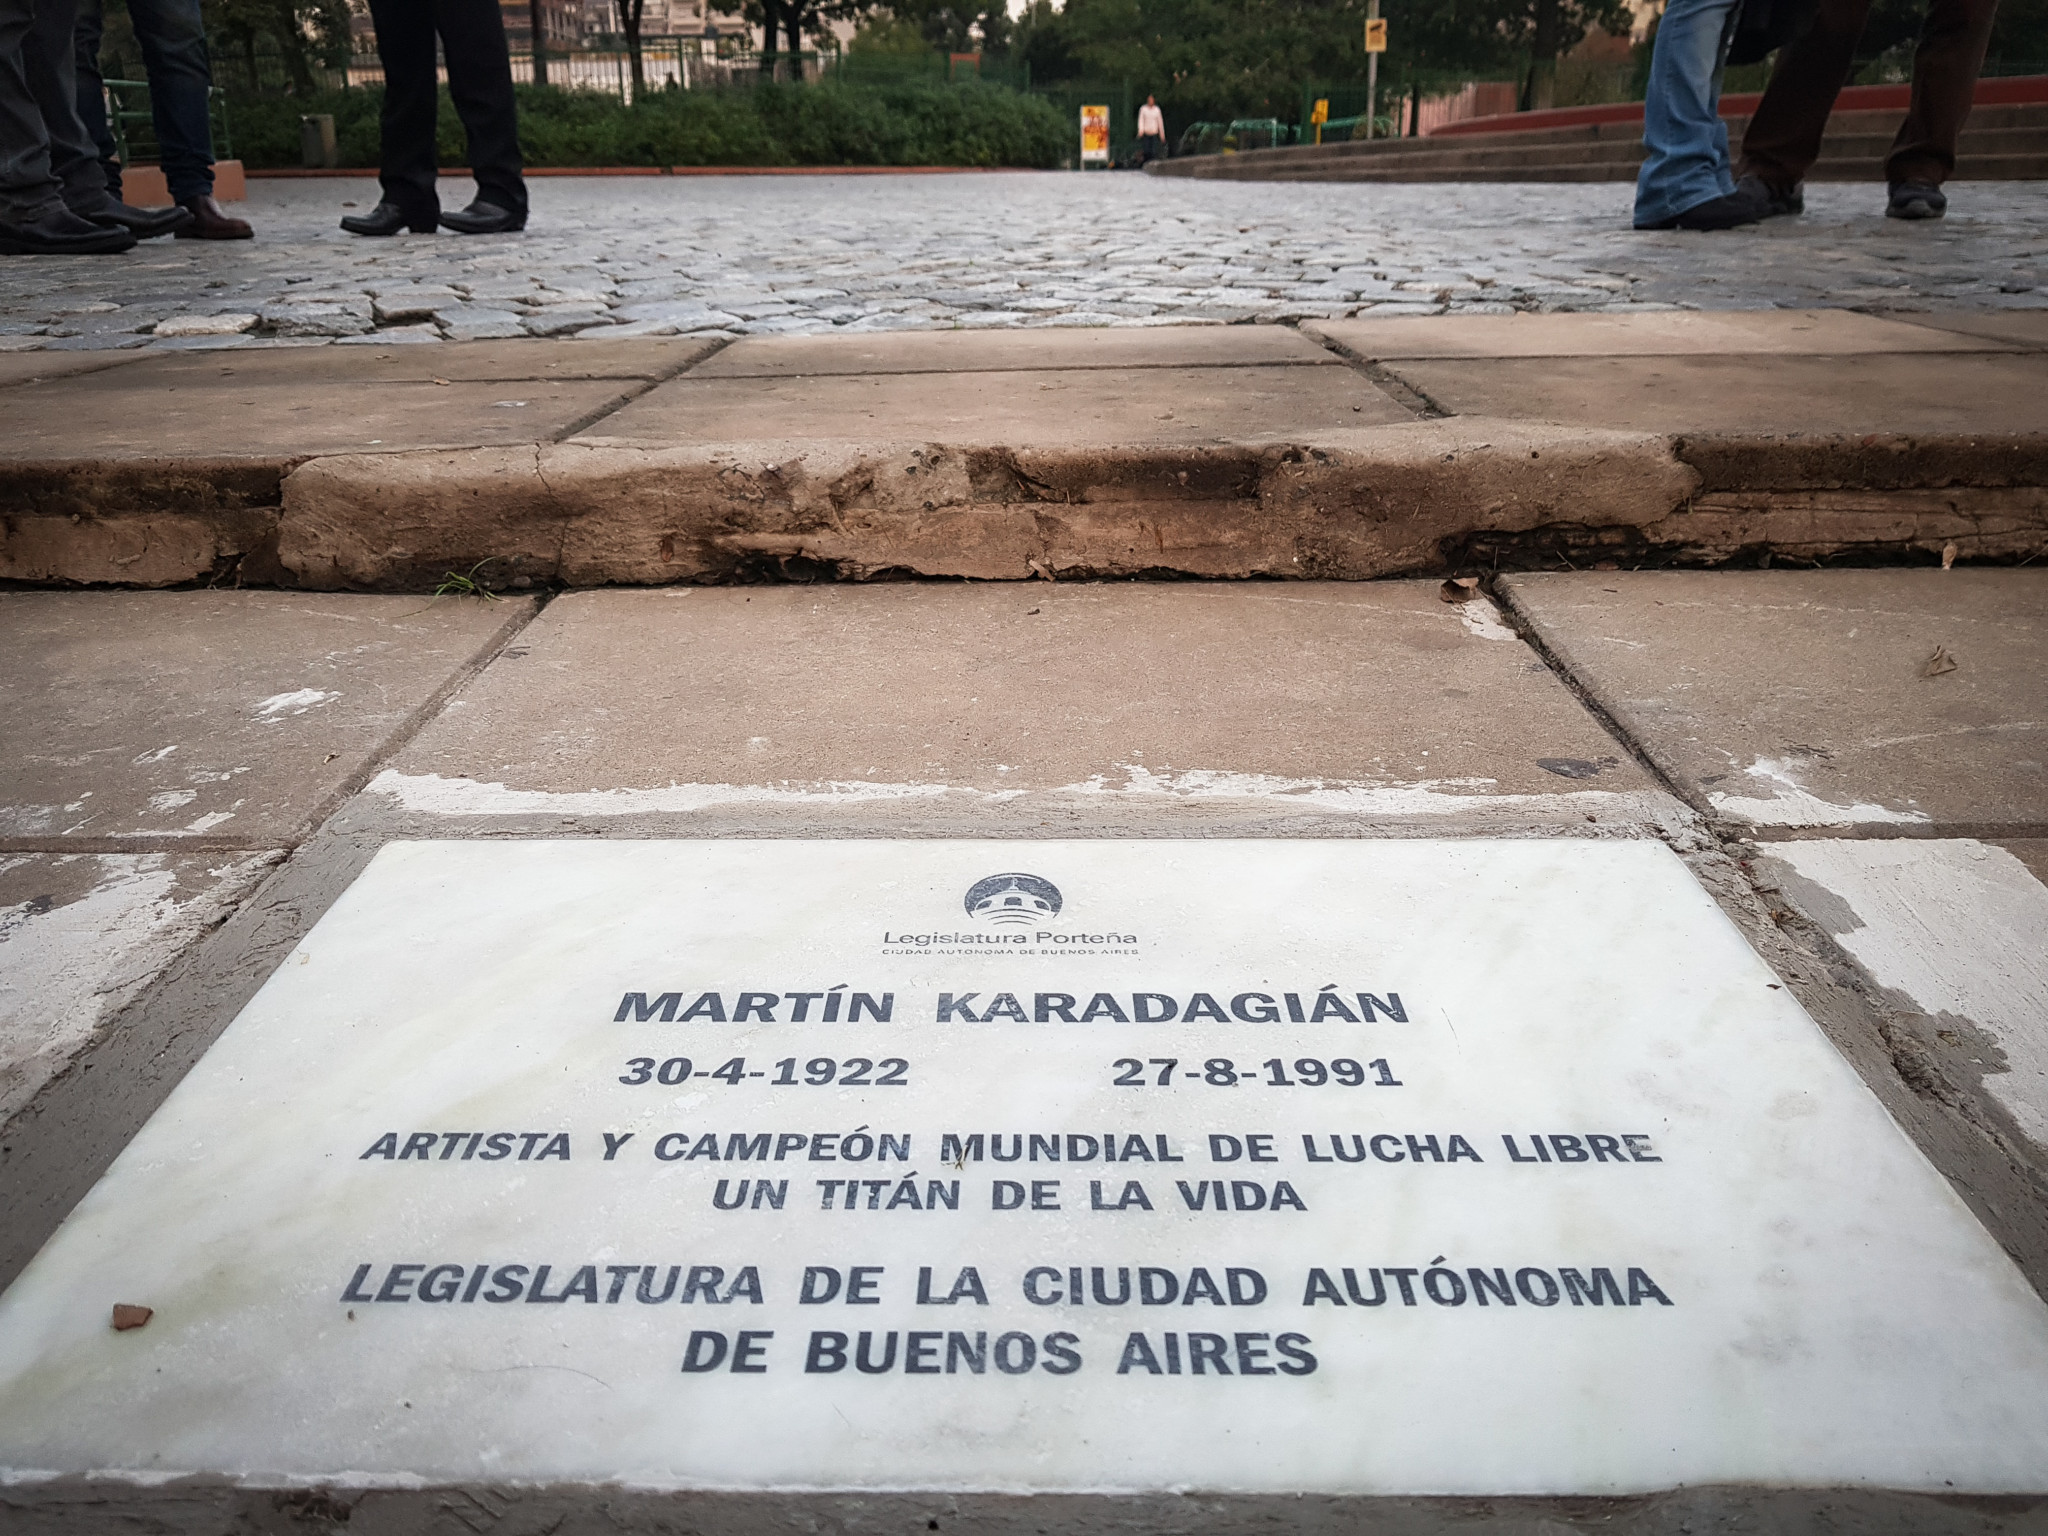 Legislatura Porteña
CIUDAD AUTÓNOMA DE BUENOS AIRES
MARTÍN KARADAGIÁN
30-4-1922 27-8-1991
ARTISTA Y CAMPEÓN MUNDIAL DE LUCHA LIBRE
UN TITÁN DE LA VIDA
LEGISLATURA DE LA CIUDAD AUTÓNOMA
DE BUENOS AIRES